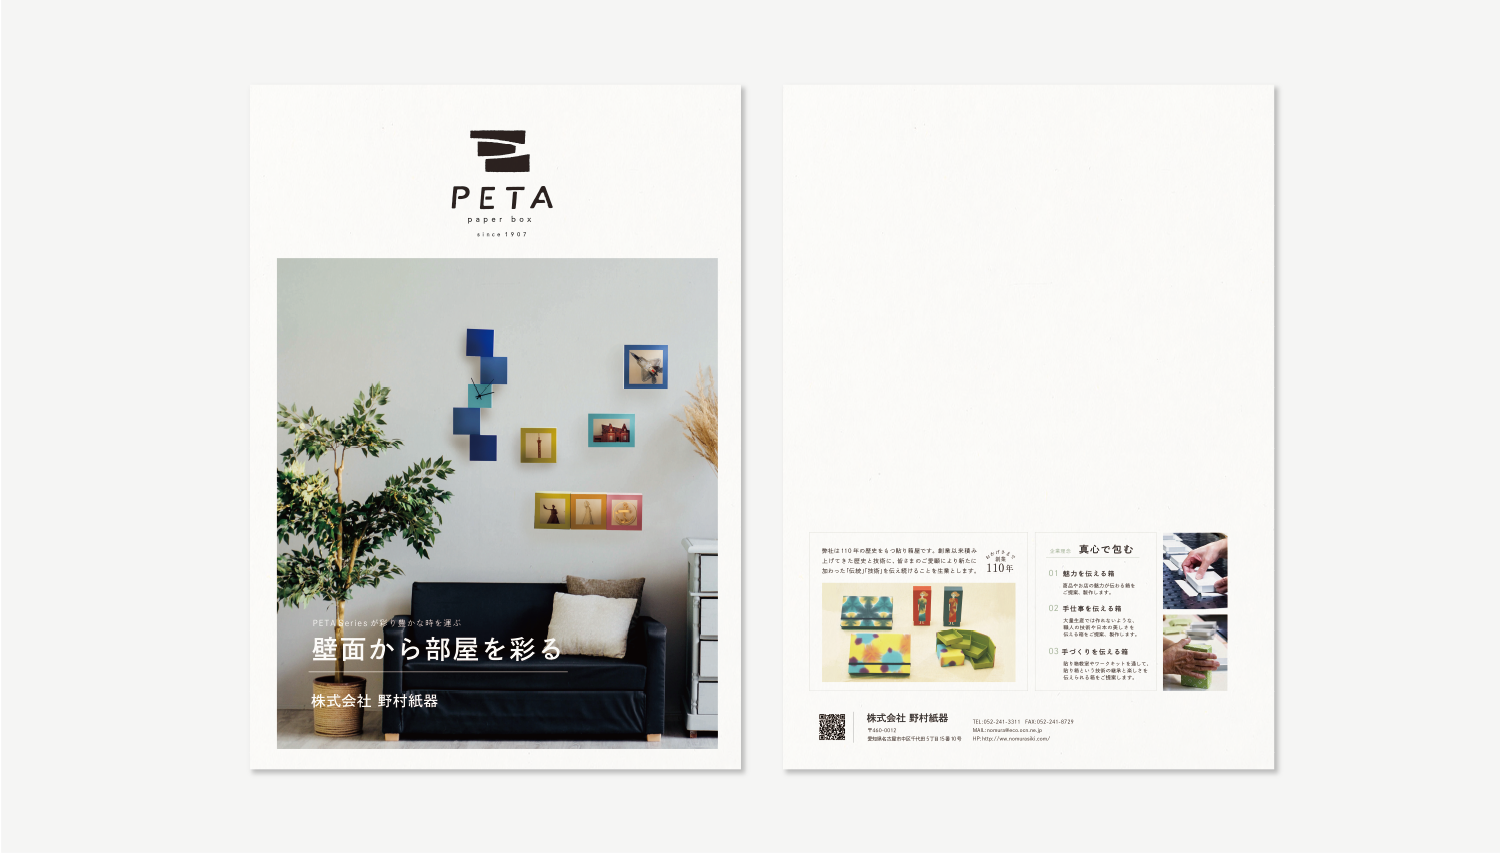 PETA
paper box
since 1907
PETA Series が彩り豊かな時を運ぶ
壁面から部屋を彩る
株式会社 野村紙器
弊社は110年の歴史をもつ貼り箱屋です。創業以来積み
上げてきた歴史と技術に、皆さまのご愛顧により新たに
加わった「伝統」「技術」を伝え続けることを生業とします。
おかげさまで
創業
110年
企業理念 真心で包む
01 魅力を伝える箱
商品やお店の魅力が伝わる箱を
ご提案、製作します。
02 手仕事を伝える箱
大量生産では作れないような、
職人の技術や日本の美しさを
伝える箱をご提案、製作します。
03 手づくりを伝える箱
貼り箱教室やワークキットを通して、
貼り箱という技術の継承と楽しさを
伝えられる箱をご提案します。
株式会社 野村紙器
〒460-0012
愛知県名古屋市中区千代田5丁目15番10号
TEL:052-241-3311 FAX:052-241-8729
MAIL:nomura@eco.ocn.ne.jp
HP:http://ww.nomurasiki.com/